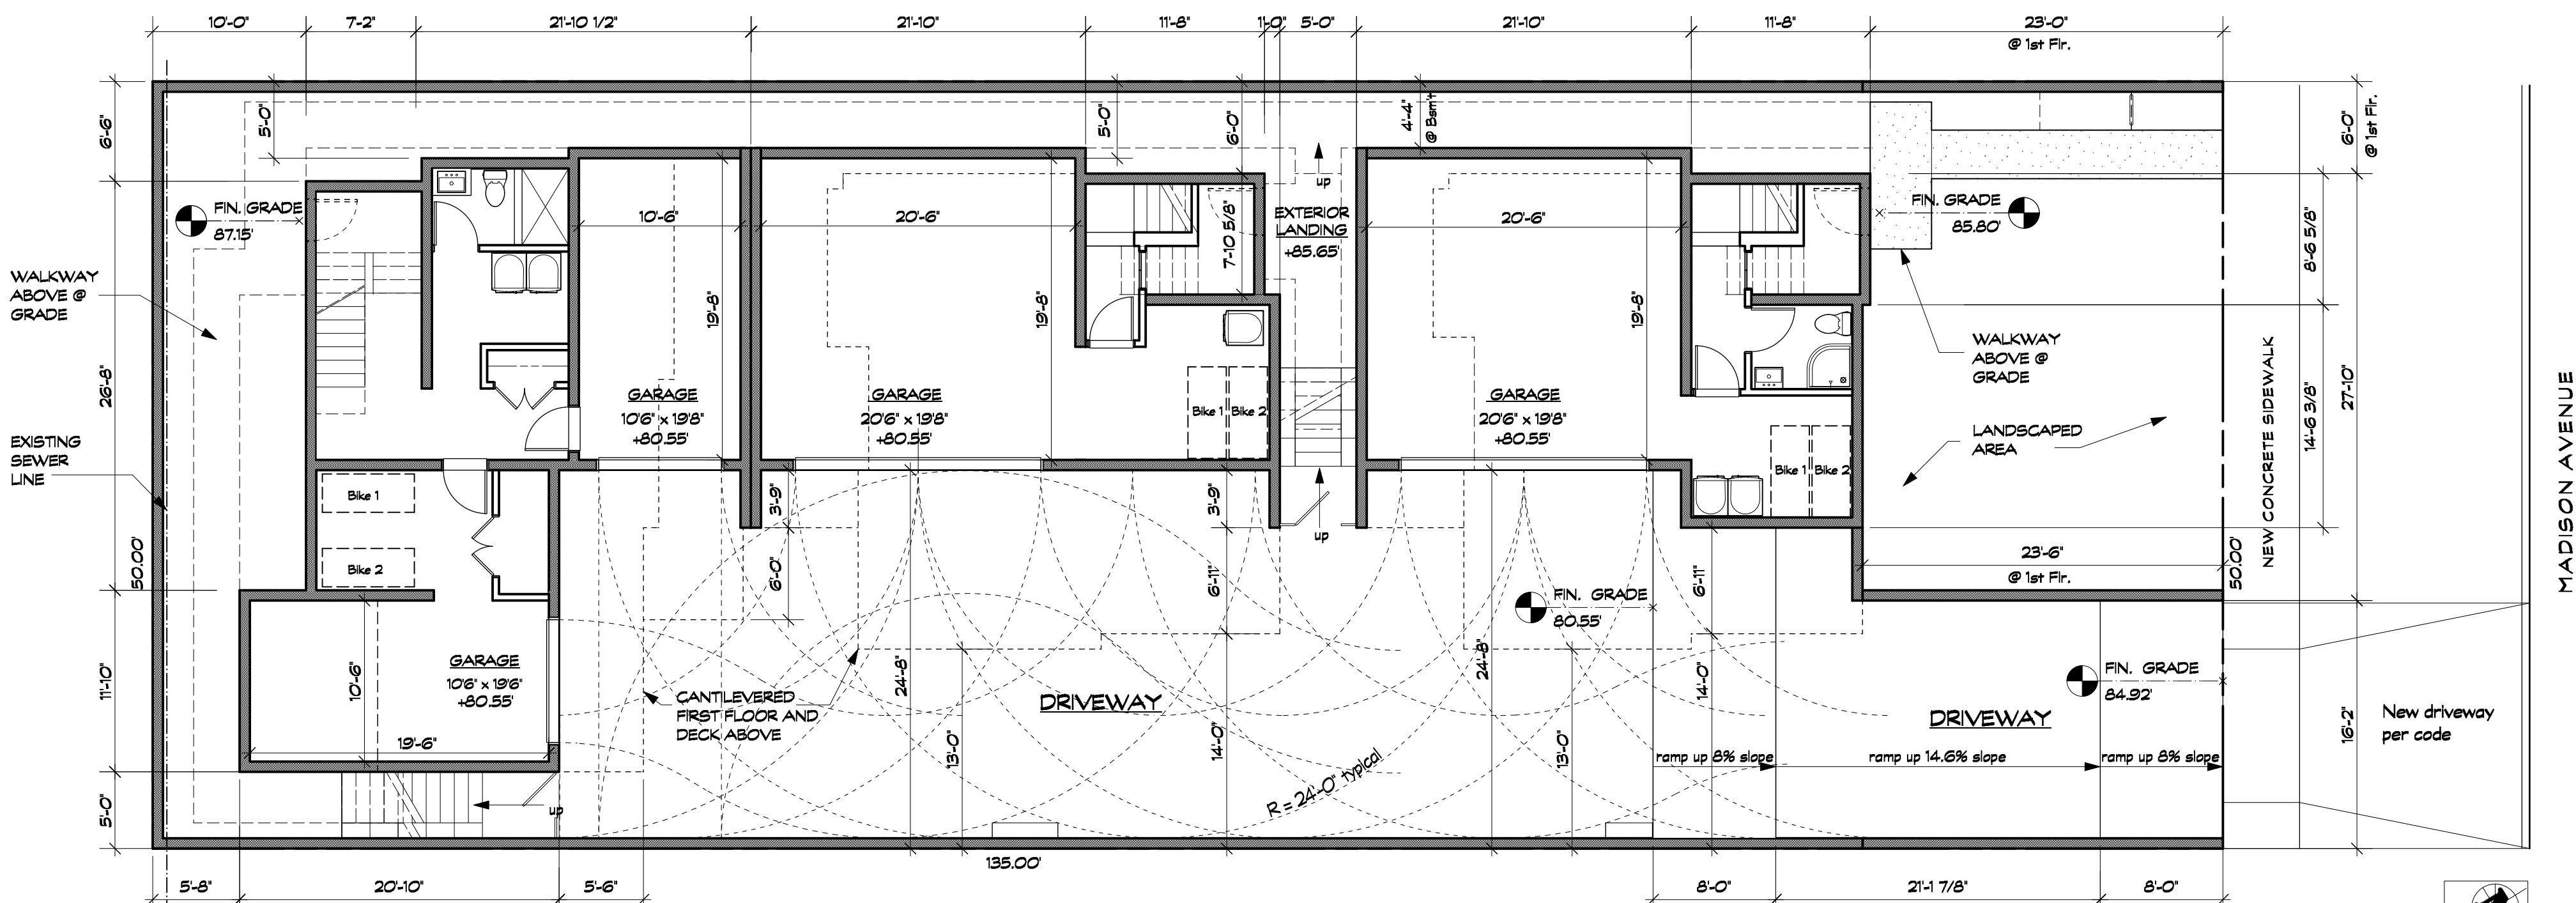 10'-0"
7'-2"
21'-10 1/2"
21'-10"
11'-8"
1'-0"
5'-0"
21'-10"
11'-8"
23'-0"
@ 1st Flr.
6'-6"
5'-0"
5'-0"
6'-0"
4'-4"
@ Bsm't
6'-0"
@ 1st Flr.
up
FIN. GRADE
87.15'
10'-6"
20'-6"
7'-10 5/8"
EXTERIOR
LANDING
+85.65'
20'-6"
FIN. GRADE
85.80'
8'-6 5/8"
WALKWAY
ABOVE @
GRADE
26'-8"
19'-8"
19'-8"
19'-8"
WALKWAY
ABOVE @
GRADE
NEW CONCRETE SIDEWALK
27'-10"
MADISON AVENUE
GARAGE
10'6" x 19'8"
+80.55'
GARAGE
20'6" x 19'8"
+80.55'
Bike 1
Bike 2
GARAGE
20'6" x 19'8"
+80.55'
LANDSCAPED
AREA
14'-6 3/8"
EXISTING
SEWER
LINE
Bike 1
Bike 2
Bike 1
Bike 2
3'-9"
3'-9"
up
50.00'
6'-0"
6'-11"
6'-11"
23'-6"
@ 1st Flr.
50.00'
FIN. GRADE
80.55'
11'-10"
10'-6"
GARAGE
10'6" x 19'6"
+80.55'
19'-6"
CANTILEVERED
FIRST FLOOR AND
DECK ABOVE
24'-8"
13'-0"
DRIVEWAY
14'-0"
24'-8"
13'-0"
14'-0"
FIN. GRADE
84.92'
DRIVEWAY
16'-2"
New driveway
per code
ramp up 8% slope
ramp up 14.6% slope
ramp up 8% slope
R = 24'-0" typical
up
5'-0"
135.00'
5'-8"
20'-10"
5'-6"
8'-0"
21'-1 7/8"
8'-0"